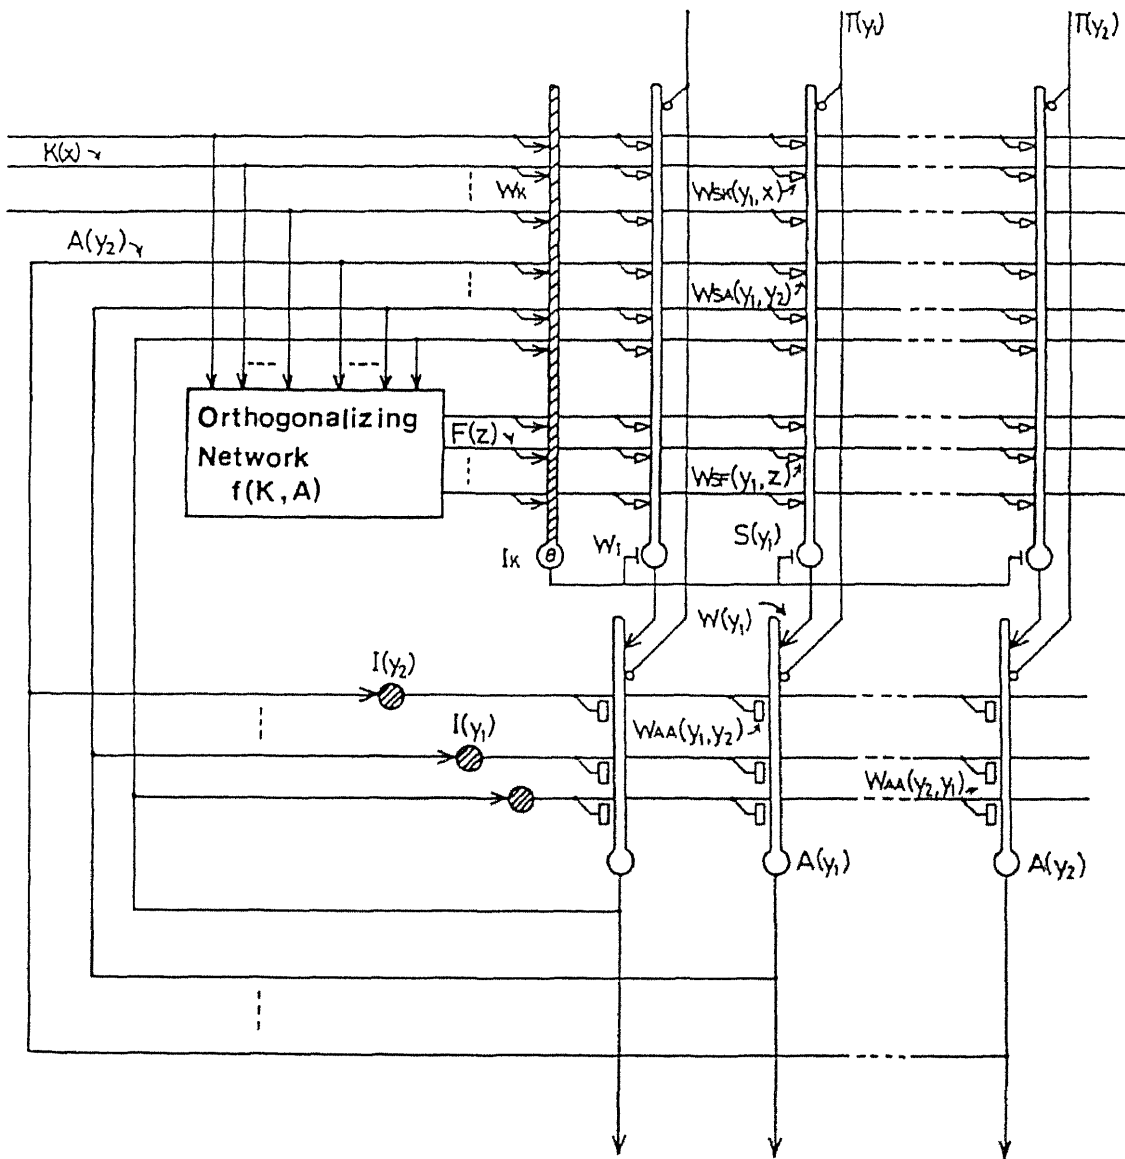 Π(y₁)
Π(y₂)
K(x)
WK
WSK(y₁,x)
A(y₂)
WSA(y₁,y₂)
Orthogonalizing
Network
f(K,A)
F(z)
WSF(y₁,z)
IK
θ
W₁
S(y₁)
W(y₁)
I(y₂)
I(y₁)
WAA(y₁,y₂)
WAA(y₂,y₁)
A(y₁)
A(y₂)